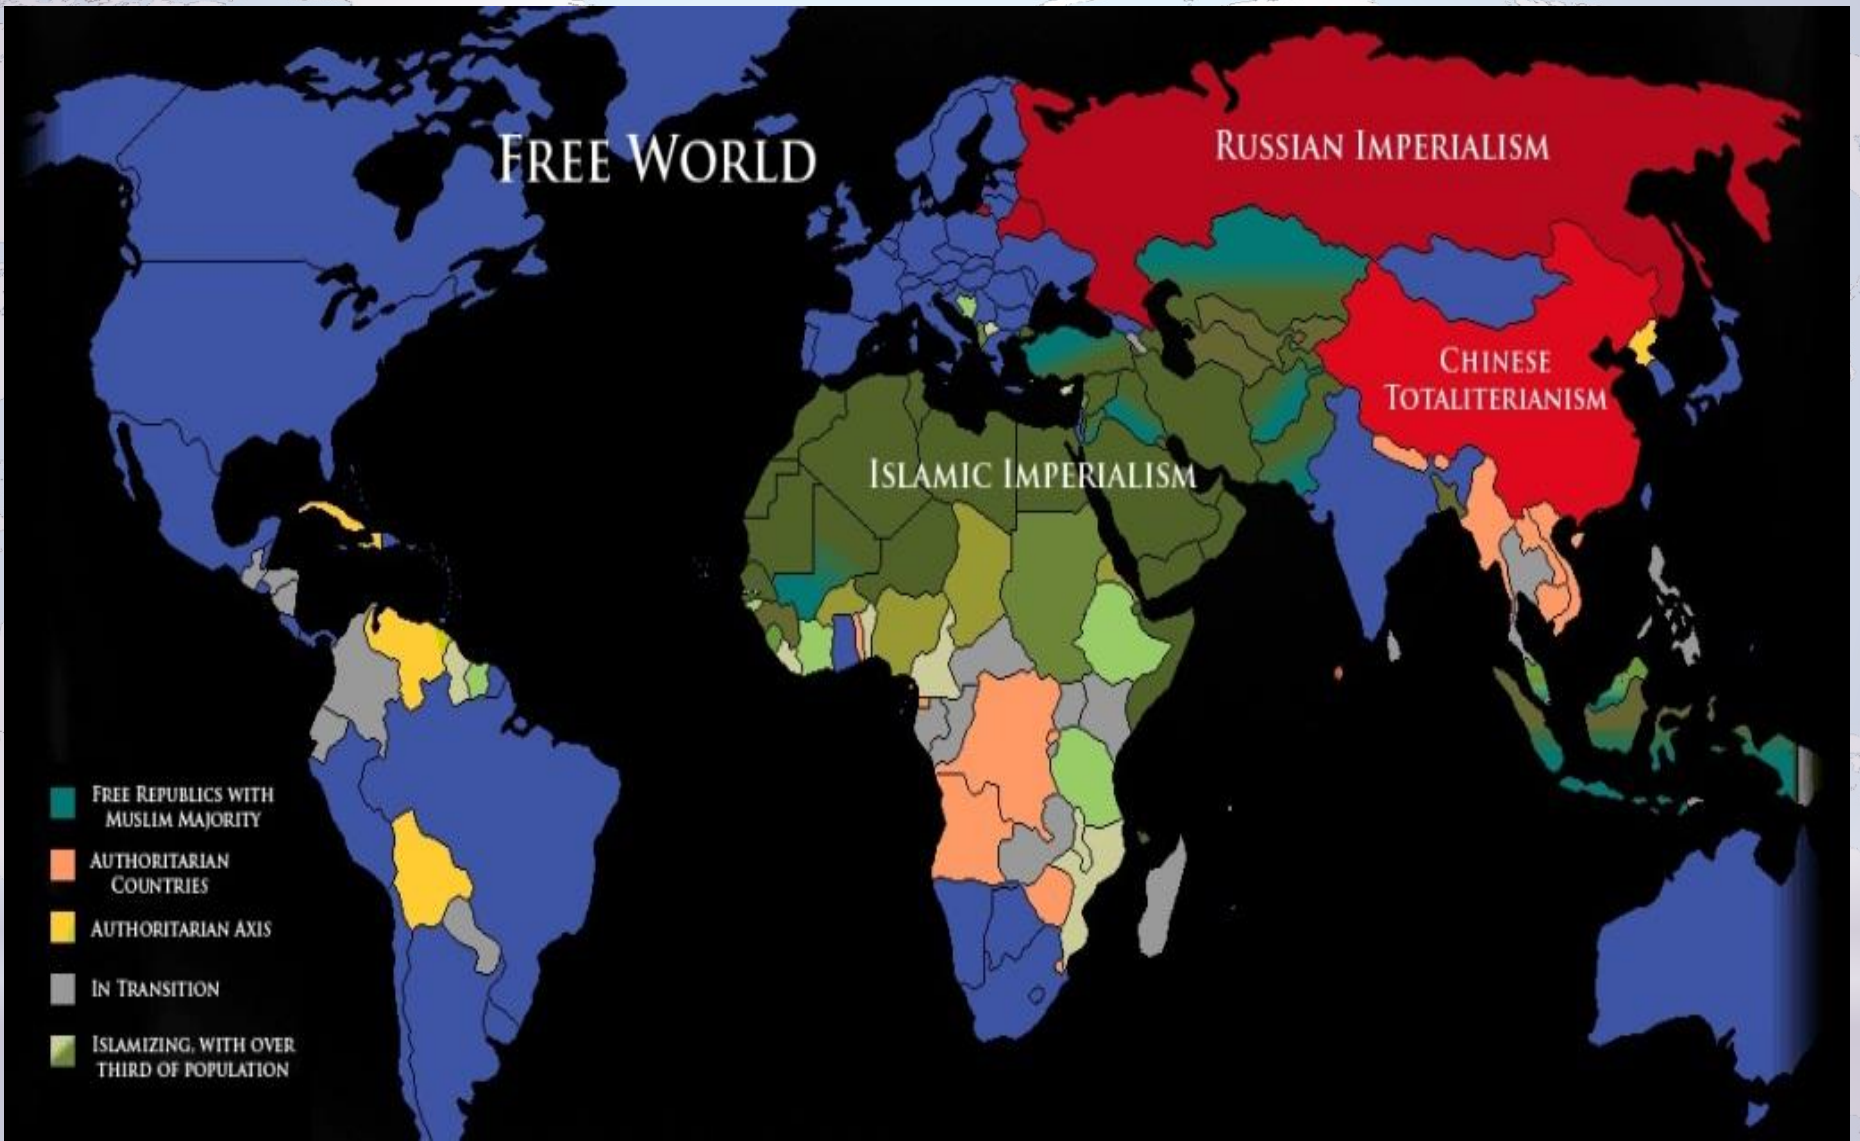 FREE WORLD
RUSSIAN IMPERIALISM
CHINESE
TOTALITERIANISM
ISLAMIC IMPERIALISM
FREE REPUBLICS WITH
MUSLIM MAJORITY
AUTHORITARIAN
COUNTRIES
AUTHORITARIAN AXIS
IN TRANSITION
ISLAMIZING, WITH OVER
THIRD OF POPULATION